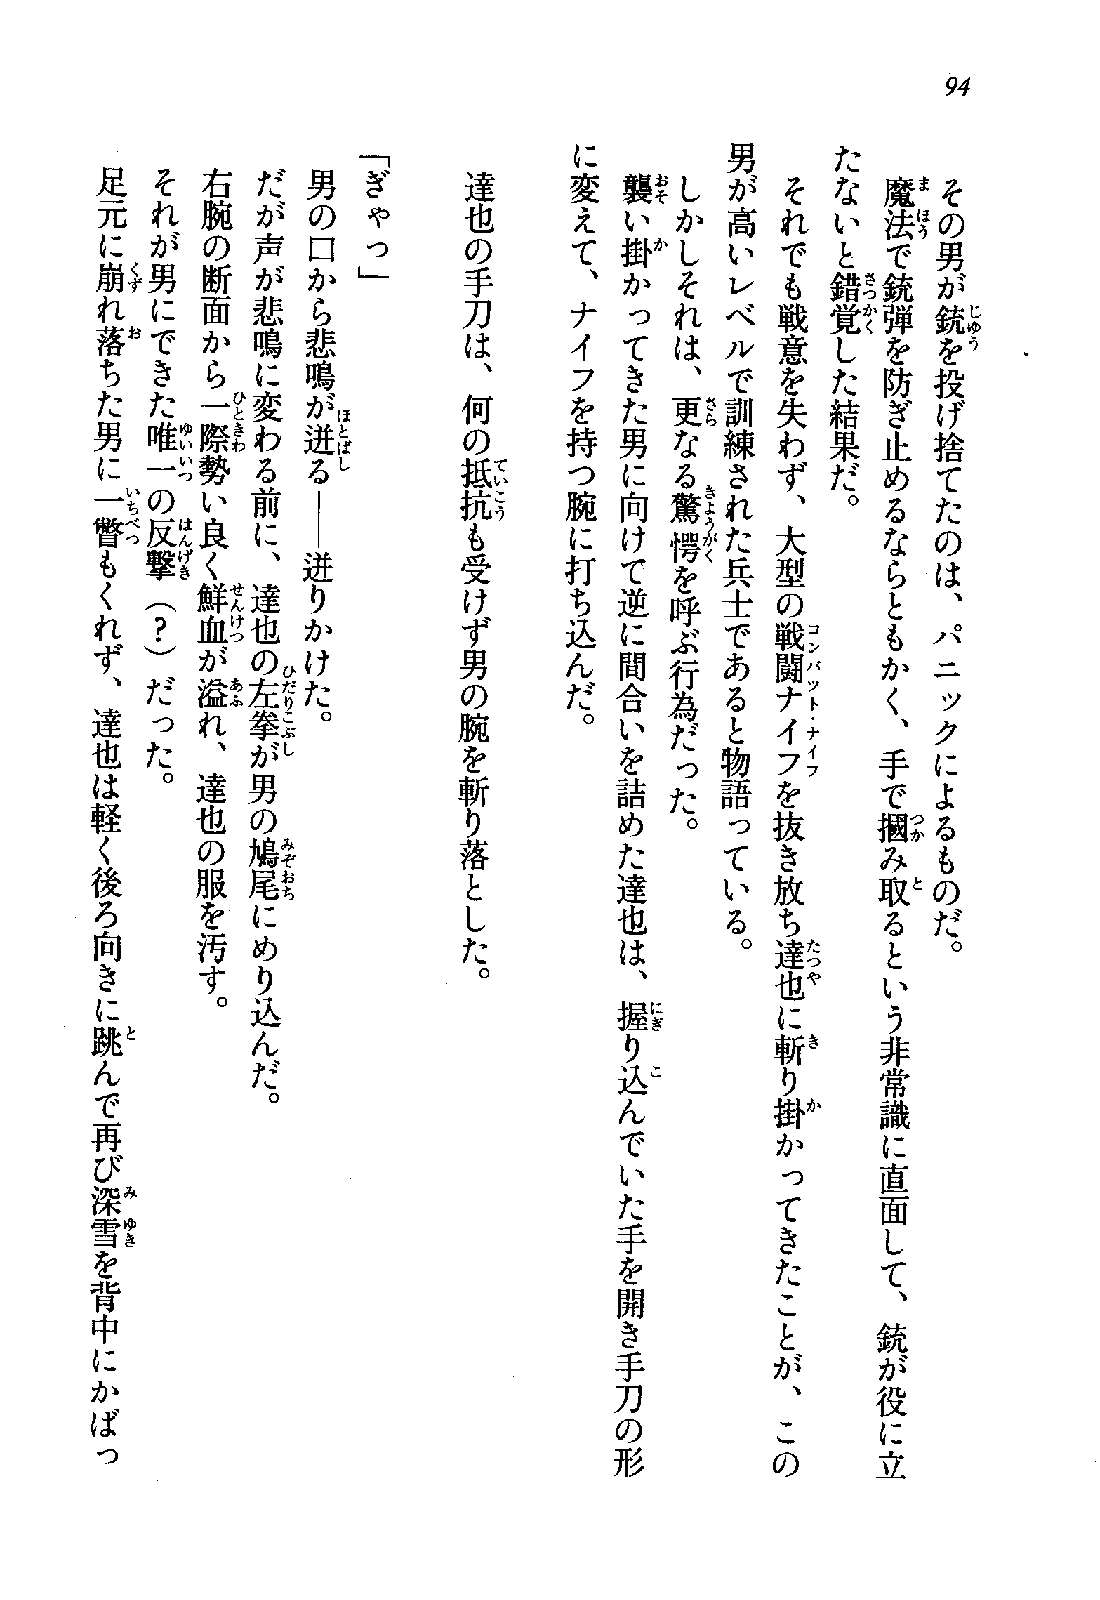 94
その男が銃を投げ捨てたのは、パニックによるものだ。
魔法で銃弾を防ぎ止めるならともかく、手で摑み取るという非常識に直面して、銃が役に立
たないと錯覚した結果だ。
それでも戦意を失わず、大型の戦闘ナイフを抜き放ち達也に斬り掛かってきたことが、この
男が高いレベルで訓練された兵士であると物語っている。
しかしそれは、更なる驚愕を呼ぶ行為だった。
襲い掛かってきた男に向けて逆に間合いを詰めた達也は、握り込んでいた手を開き手刀の形
に変えて、ナイフを持つ腕に打ち込んだ。
達也の手刀は、何の抵抗も受けず男の腕を斬り落とした。
「ぎゃっ」
男の口から悲鳴が迸る――迸りかけた。
だが声が悲鳴に変わる前に、達也の左拳が男の鳩尾にめり込んだ。
右腕の断面から一際勢い良く鮮血が溢れ、達也の服を汚す。
それが男にできた唯一の反撃（？）だった。
足元に崩れ落ちた男に一瞥もくれず、達也は軽く後ろ向きに跳んで再び深雪を背中にかばっ